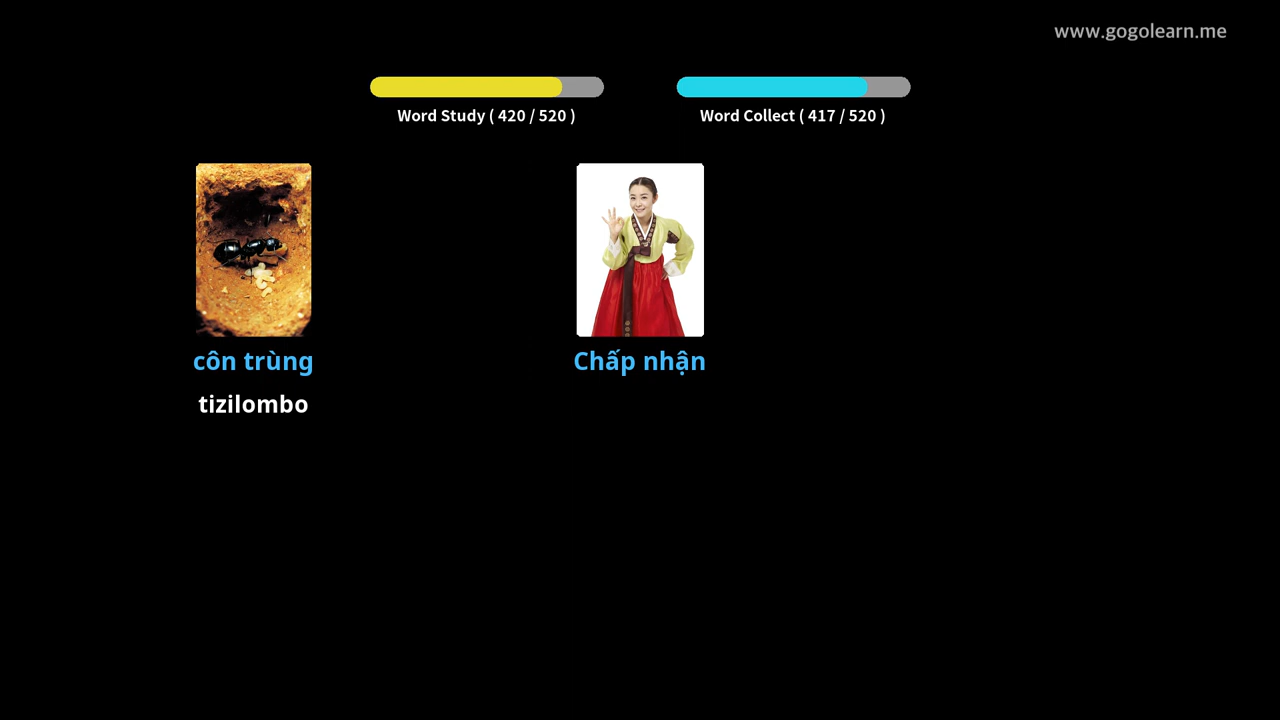 www.gogolearn.me
Word Study ( 420 / 520 )
Word Collect ( 417 / 520 )
côn trùng
Chấp nhận
tizilombo